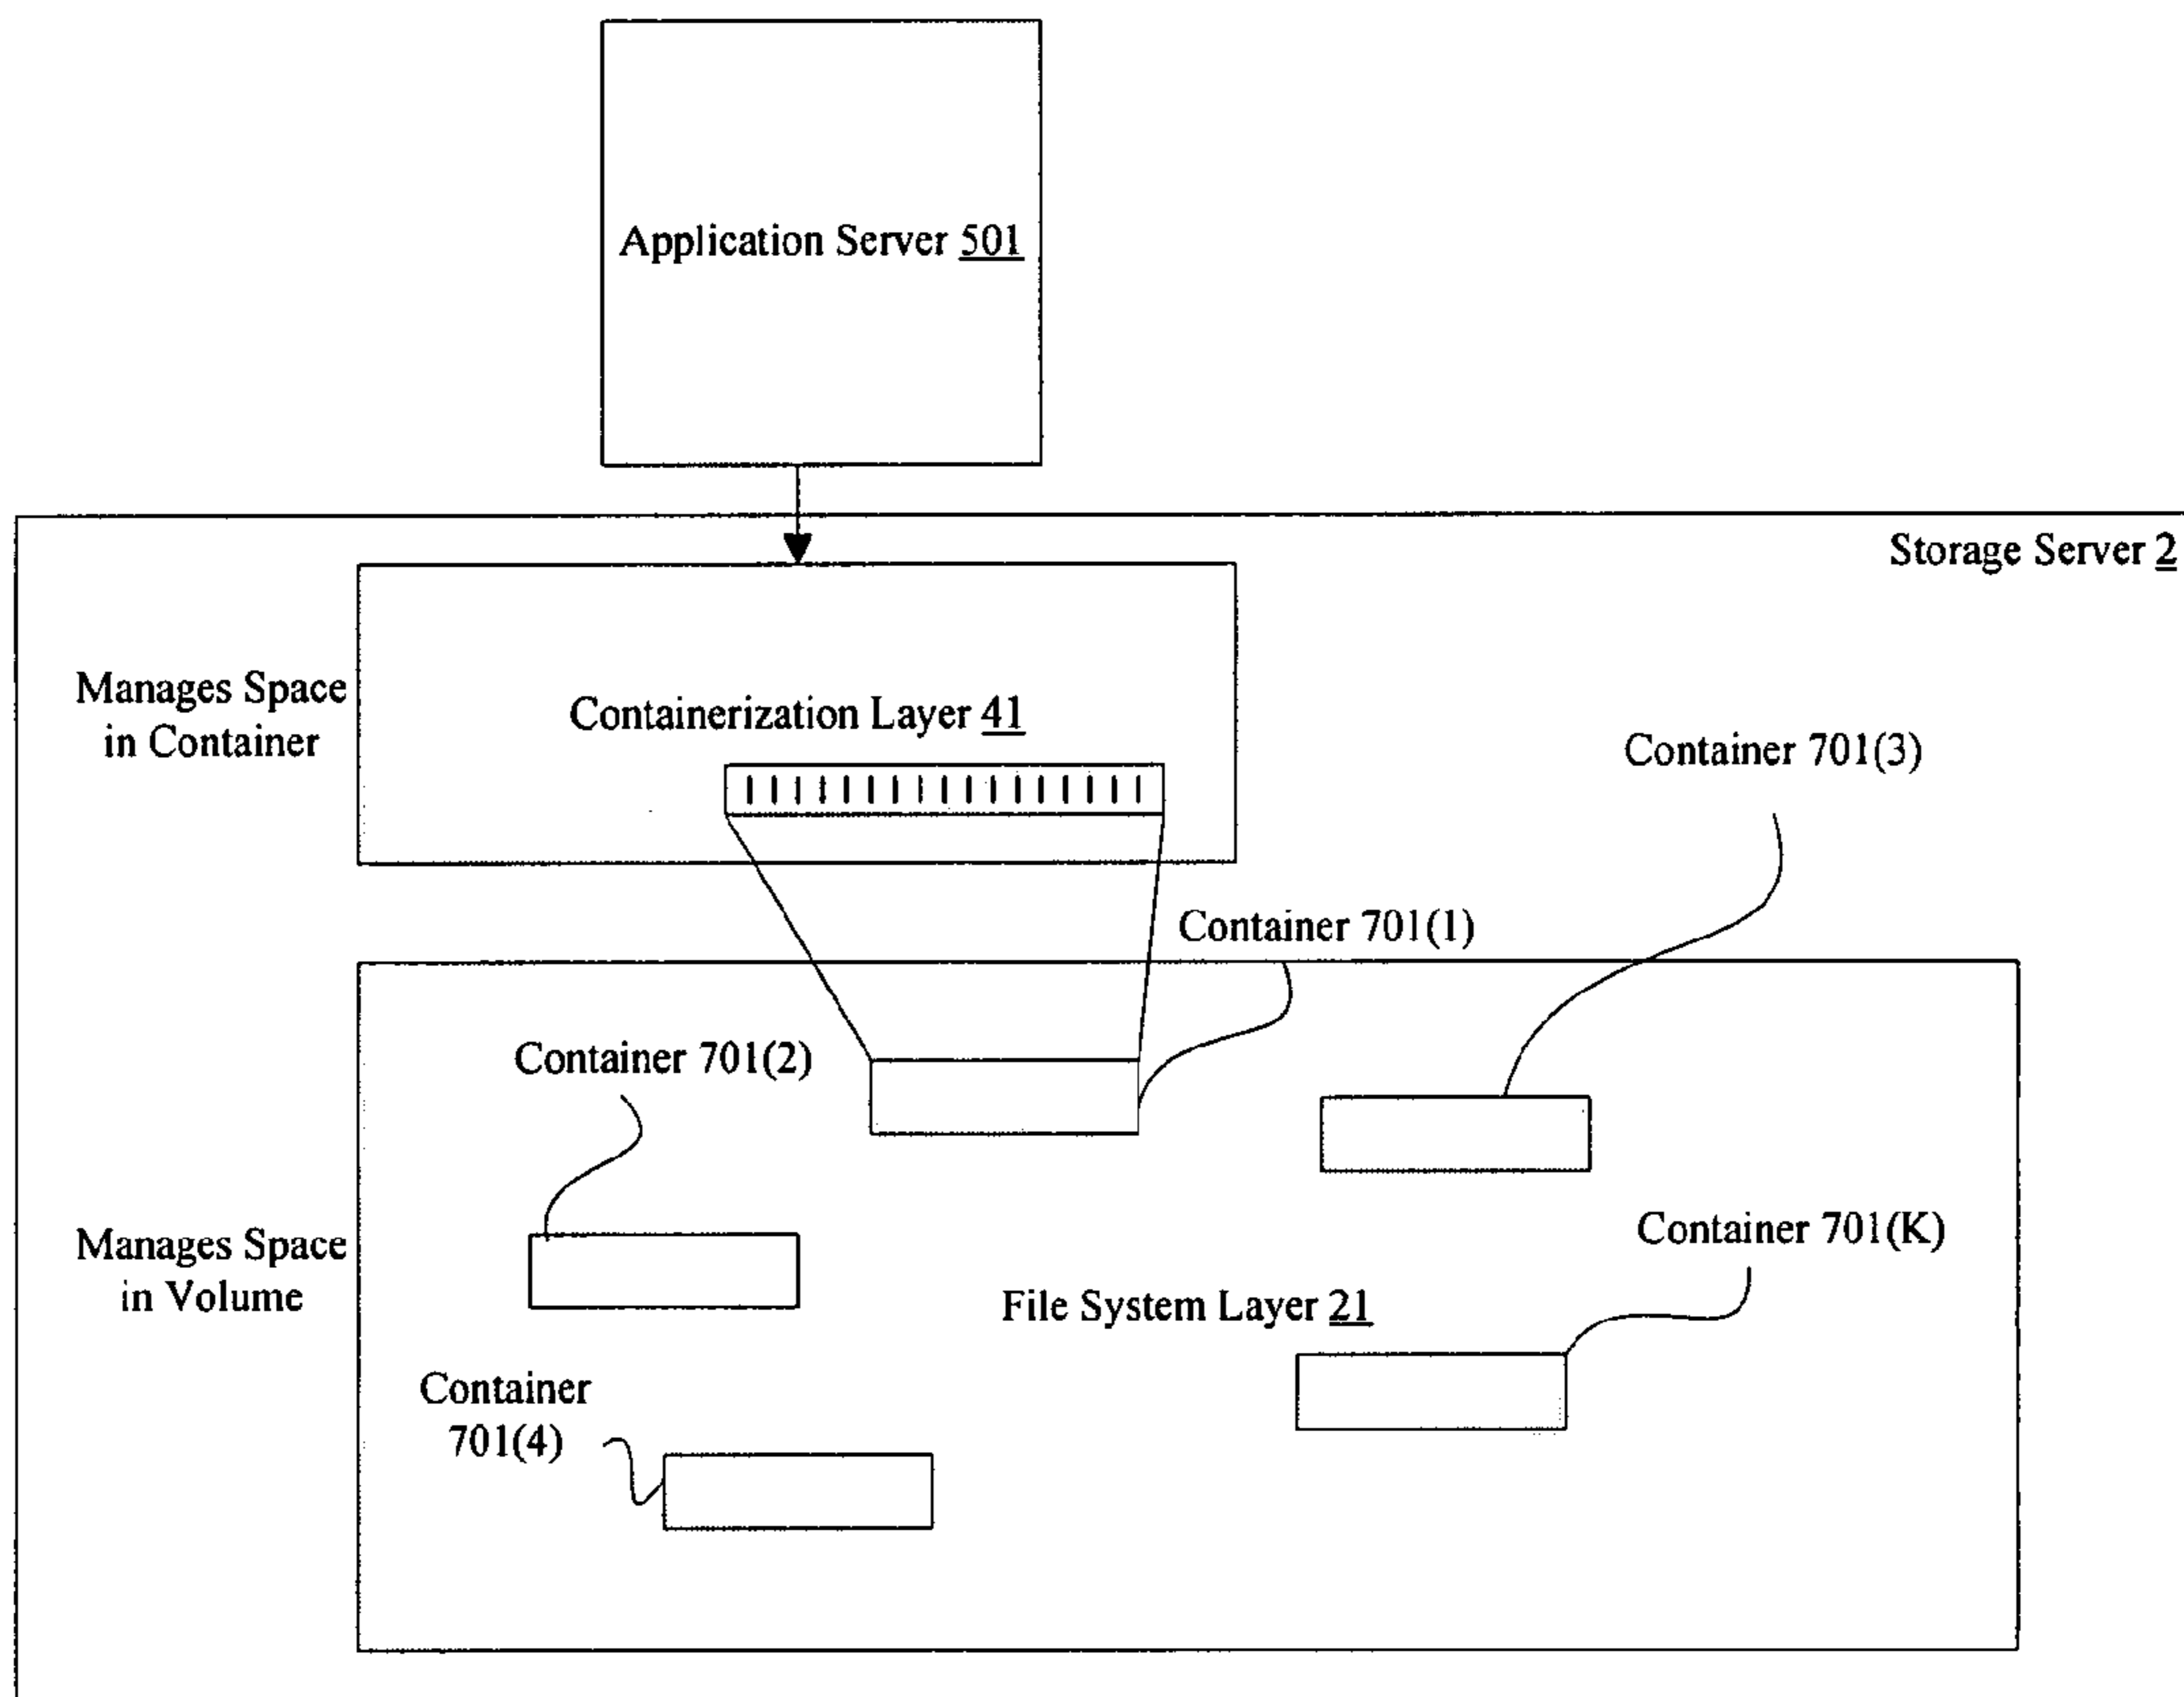 Application Server 501
Storage Server 2
Manages Space
in Container
Containerization Layer 41
Container 701(3)
Container 701(1)
Container 701(2)
Container 701(K)
Manages Space
in Volume
File System Layer 21
Container
701(4)